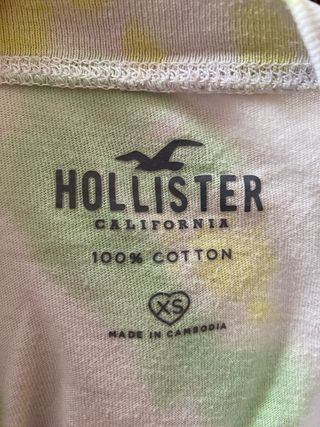 HOLLISTER
CALIFORNIA
100% COTTON
XS
MADE IN CAMBODIA